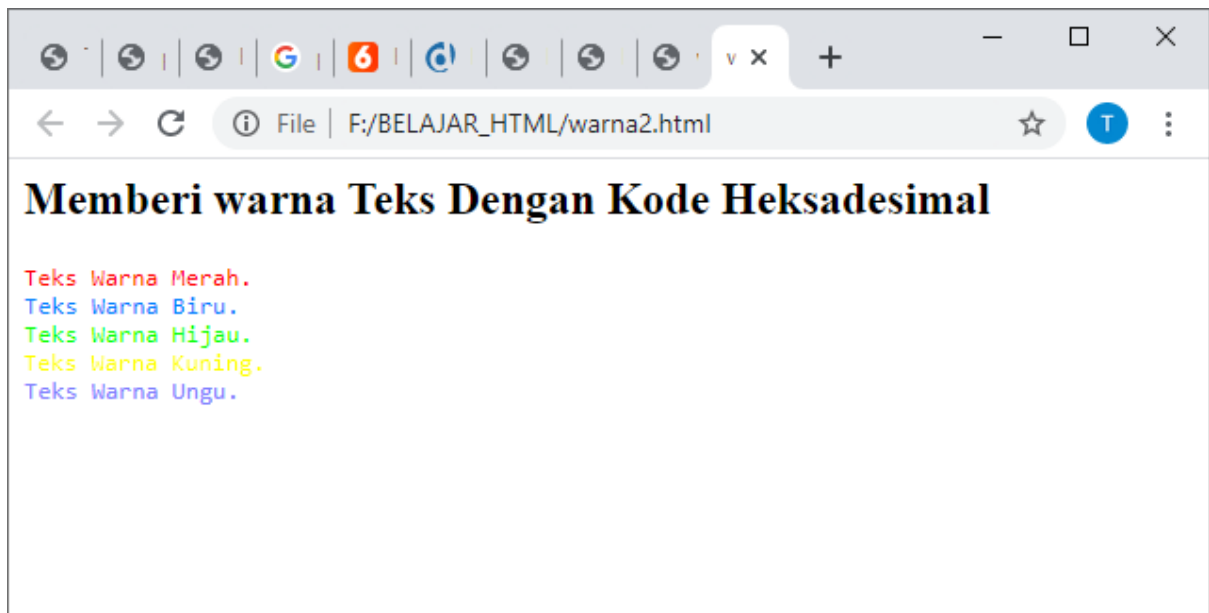 File F:/BELAJAR_HTML/warna2.html T
Memberi warna Teks Dengan Kode Heksadesimal
Teks Warna Merah.
Teks Warna Biru.
Teks Warna Hijau.
Teks Warna Kuning.
Teks Warna Ungu.